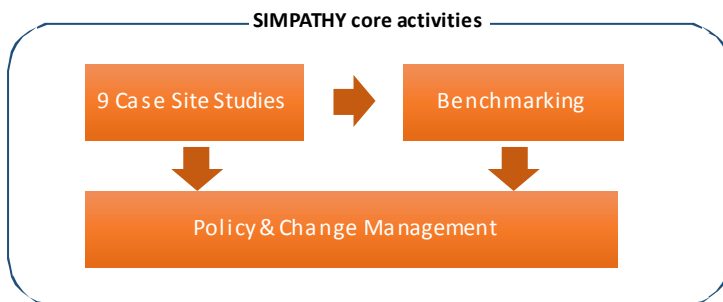 SIMPATHY core activities
9 Case Site Studies
Benchmarking
Policy & Change Management